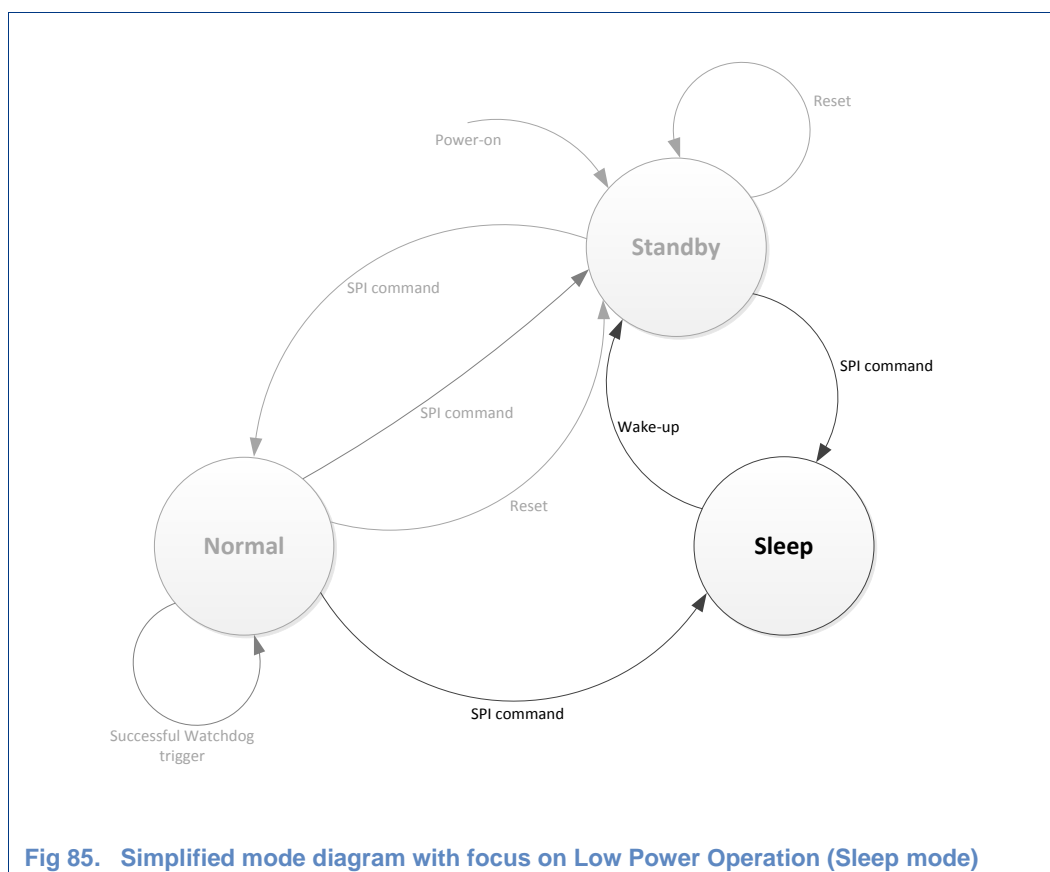 Reset
Power-on
Standby
SPI command
SPI command
SPI command
Wake-up
Reset
Normal
Sleep
SPI command
Successful Watchdog
trigger
Fig 85. Simplified mode diagram with focus on Low Power Operation (Sleep mode)